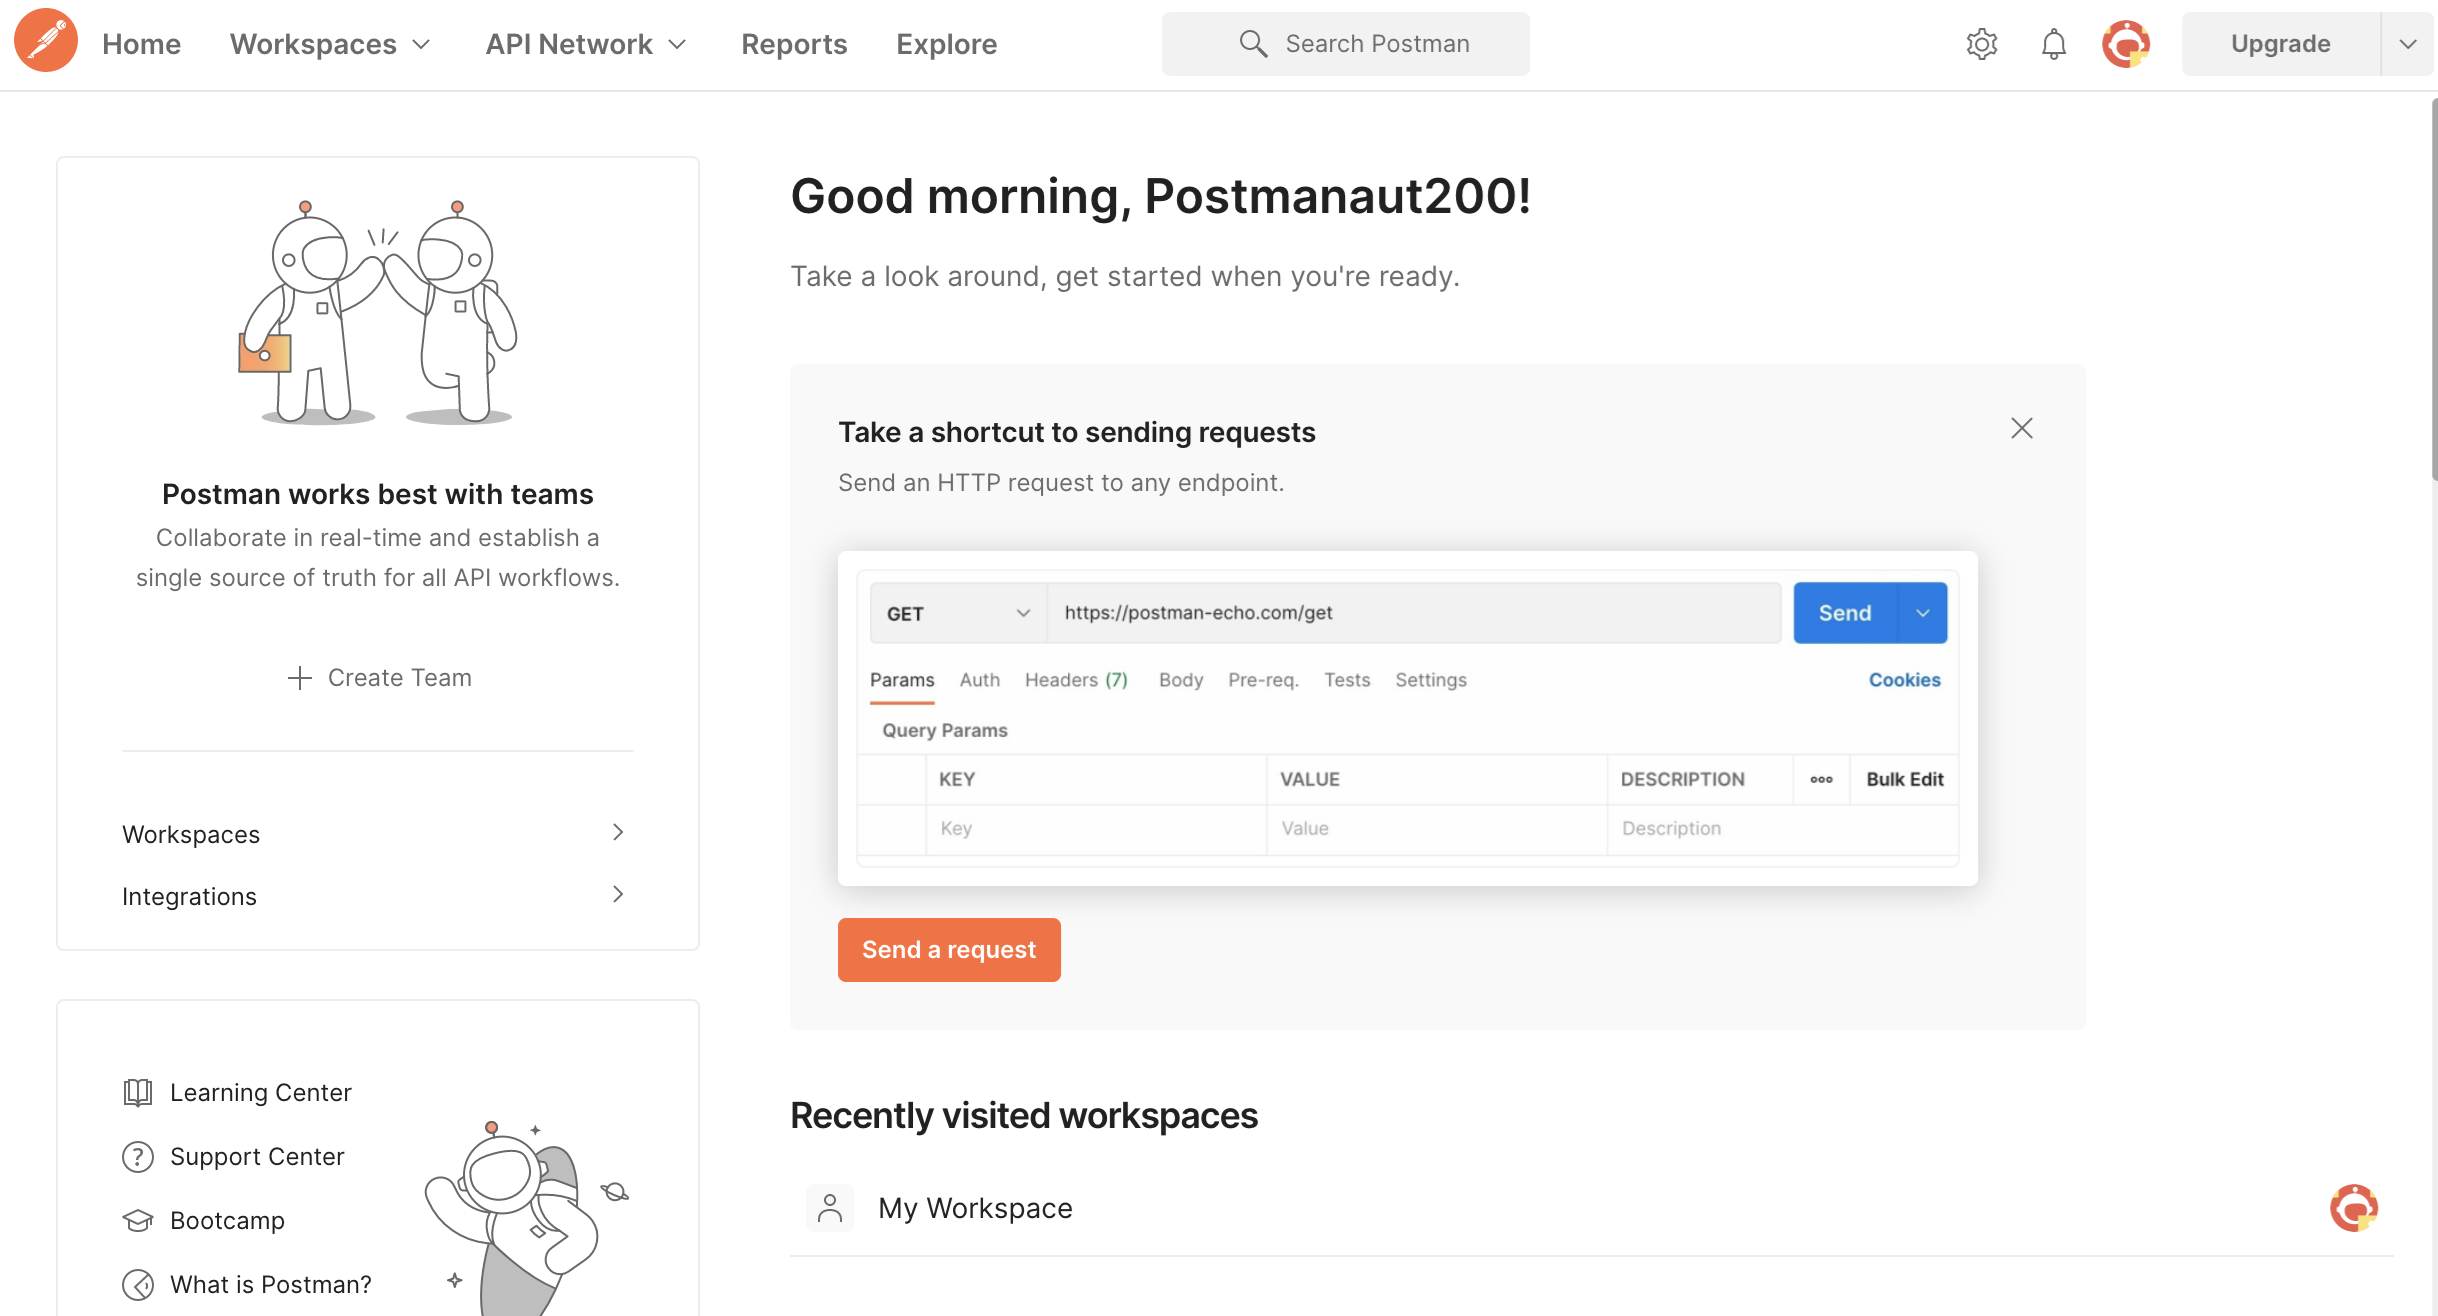 Home Workspaces API Network Reports Explore Search Postman Upgrade
Postman works best with teams
Collaborate in real-time and establish a
single source of truth for all API workflows.
Create Team
Workspaces
Integrations
Learning Center
Support Center
Bootcamp
What is Postman?
Good morning, Postmanaut200!
Take a look around, get started when you're ready.
Take a shortcut to sending requests
Send an HTTP request to any endpoint.
GET https://postman-echo.com/get Send
Params Auth Headers (7) Body Pre-req. Tests Settings Cookies
Query Params
KEY VALUE DESCRIPTION Bulk Edit
Key Value Description
Send a request
Recently visited workspaces
My Workspace